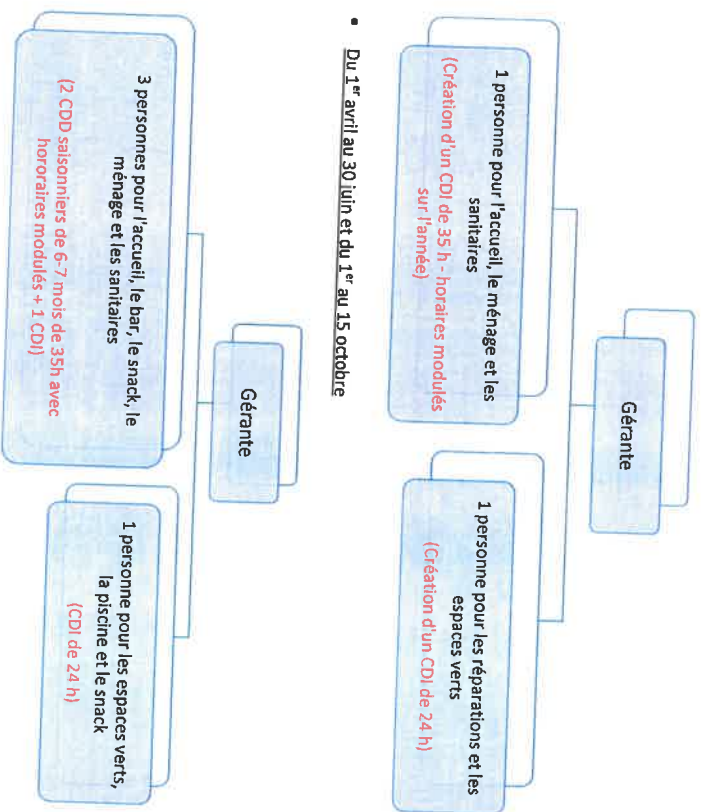 Gérante
1 personne pour l'accueil, le ménage et les
sanitaires
(Création d'un CDI de 35 h - horaires modulés
sur l'année)
1 personne pour les réparations et les
espaces verts
(Création d'un CDI de 24 h)
• Du 1er avril au 30 juin et du 1er au 15 octobre
Gérante
3 personnes pour l'accueil, le bar, le snack, le
ménage et les sanitaires
(2 CDD saisonniers de 6-7 mois de 35h avec
hororaires modulés + 1 CDI)
1 personne pour les espaces verts,
la piscine et le snack
(CDI de 24 h)